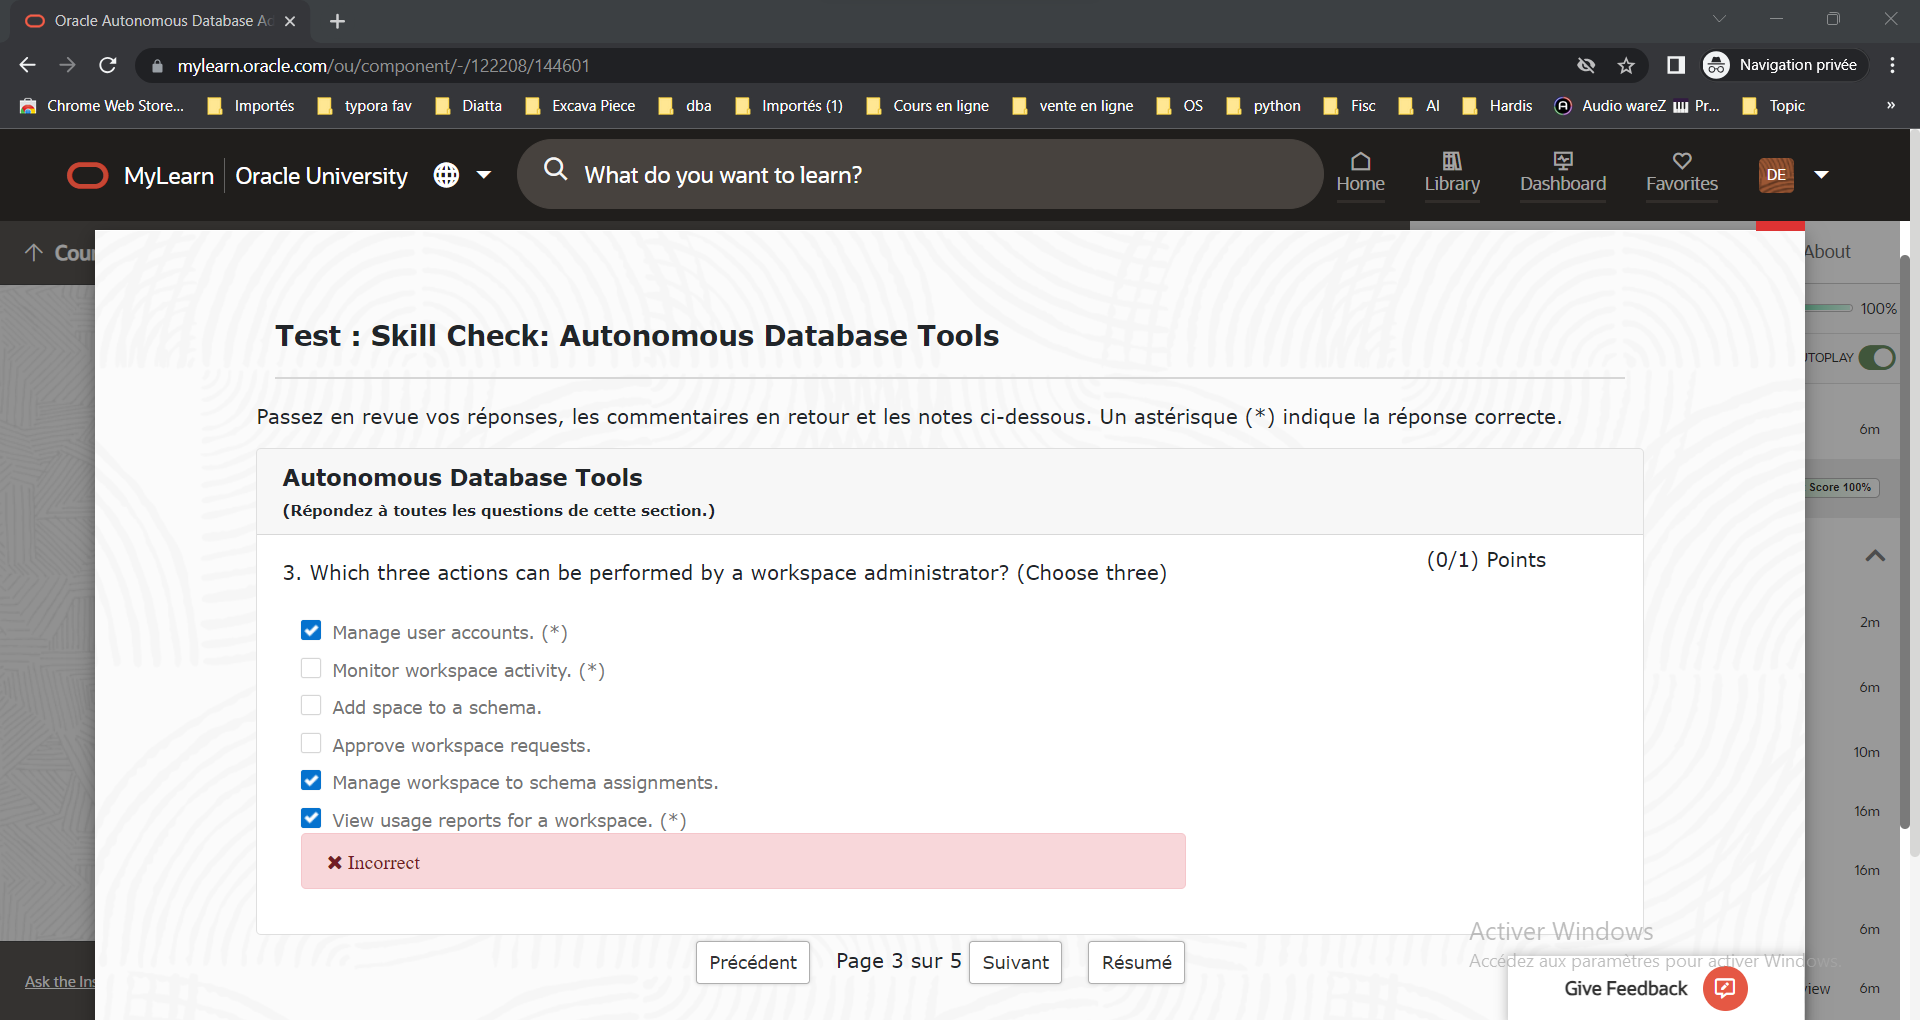 Oracle Autonomous Database Ad
mylearn.oracle.com/ou/component/-/122208/144601
Navigation privée
Chrome Web Store... Importés typora fav Diatta Excava Piece dba Importés (1) Cours en ligne vente en ligne OS python Fisc AI Hardis Audio wareZ Pr... Topic »
MyLearn Oracle University
What do you want to learn?
Home Library Dashboard Favorites DE
Cour
About
100%
Test : Skill Check: Autonomous Database Tools
UTOPLAY
Passez en revue vos réponses, les commentaires en retour et les notes ci-dessous. Un astérisque (*) indique la réponse correcte.
6m
Autonomous Database Tools
Score 100%
(Répondez à toutes les questions de cette section.)
3. Which three actions can be performed by a workspace administrator? (Choose three)
(0/1) Points
Manage user accounts. (*)
2m
Monitor workspace activity. (*)
6m
Add space to a schema.
Approve workspace requests.
10m
Manage workspace to schema assignments.
16m
View usage reports for a workspace. (*)
Incorrect
16m
Activer Windows
6m
Précédent Page 3 sur 5 Suivant Résumé
Accédez aux paramètres pour activer Windows.
Ask the Ins
Give Feedback
iew 6m